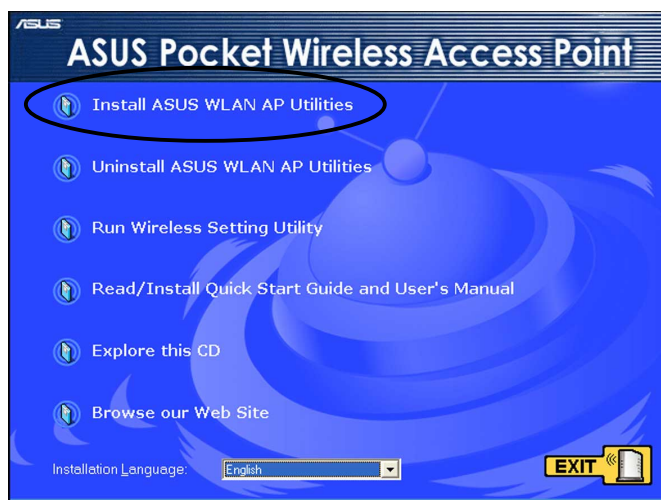 ASUS
ASUS Pocket Wireless Access Point
Install ASUS WLAN AP Utilities
Uninstall ASUS WLAN AP Utilities
Run Wireless Setting Utility
Read/Install Quick Start Guide and User's Manual
Explore this CD
Browse our Web Site
Installation Language: English
EXIT